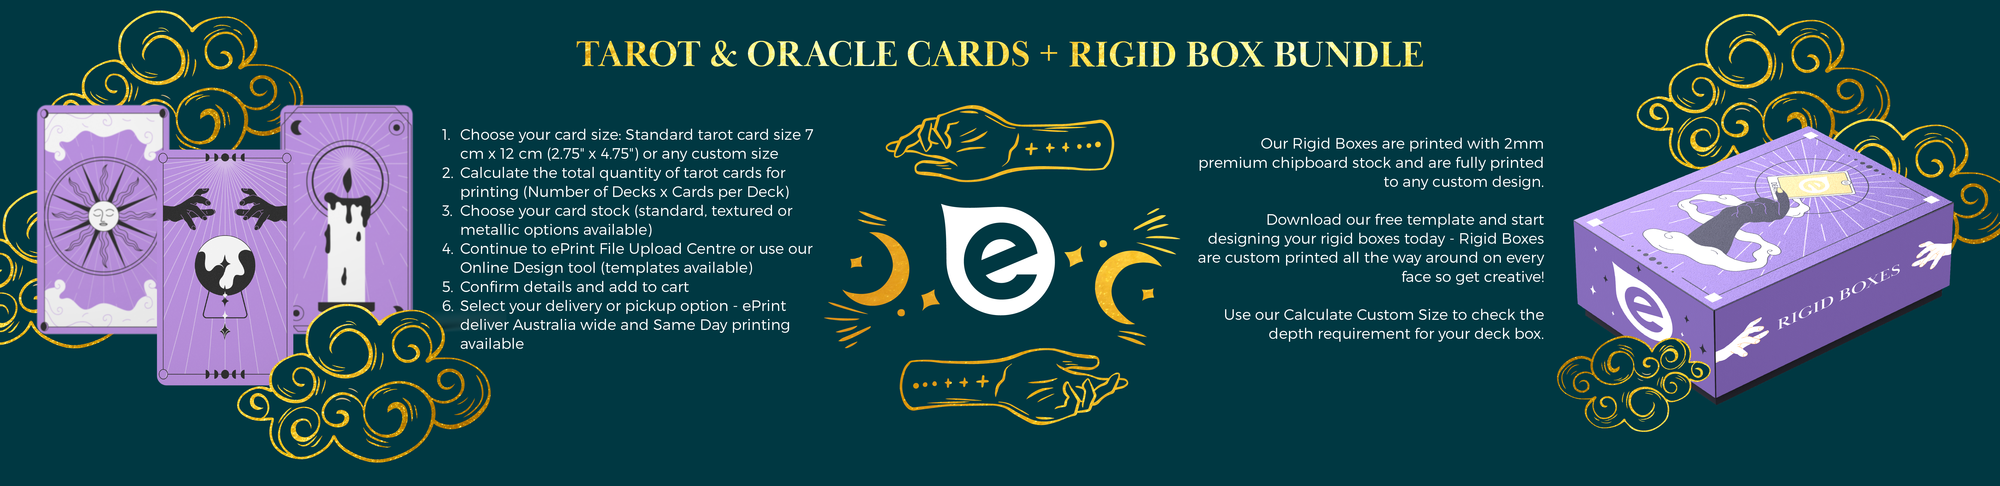 TAROT & ORACLE CARDS + RIGID BOX BUNDLE
1. Choose your card size: Standard tarot card size 7
cm x 12 cm (2.75" x 4.75") or any custom size
2. Calculate the total quantity of tarot cards for
printing (Number of Decks x Cards per Deck)
3. Choose your card stock (standard, textured or
metallic options available)
4. Continue to ePrint File Upload Centre or use our
Online Design tool (templates available)
5. Confirm details and add to cart
6. Select your delivery or pickup option - ePrint
deliver Australia wide and Same Day printing
available
e
Our Rigid Boxes are printed with 2mm
premium chipboard stock and are fully printed
to any custom design.
Download our free template and start
designing your rigid boxes today - Rigid Boxes
are custom printed all the way around on every
face so get creative!
Use our Calculate Custom Size to check the
depth requirement for your deck box.
e
e
RIGID BOXES